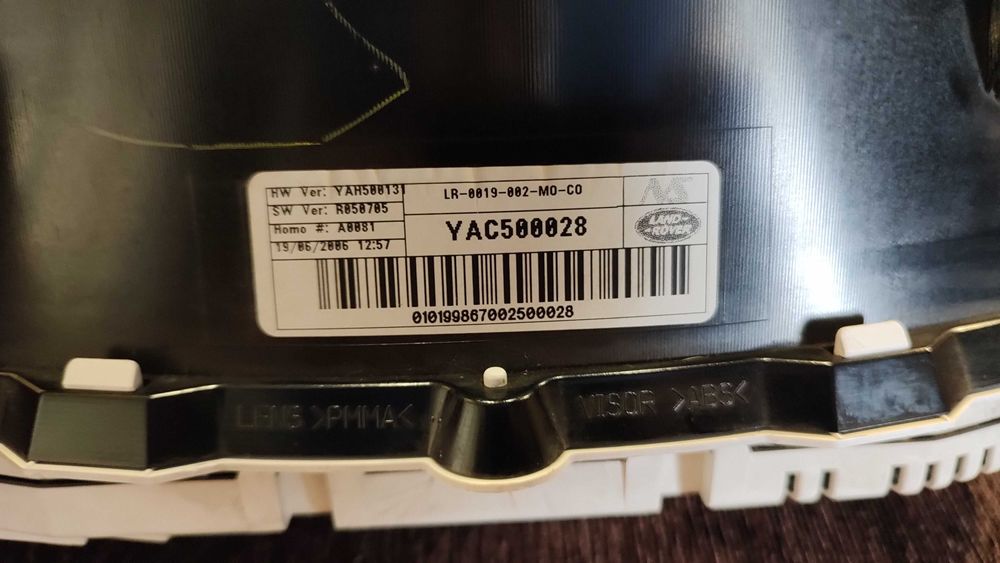 HW Ver: YAH500131
SW Ver: R050705
Homo #: A0081
19/06/2006 12:57
LR-0019-002-MO-CO
YAC500028
LAND
ROVER
010199867002500028
LENS >PMMA<
VISOR >ABS<